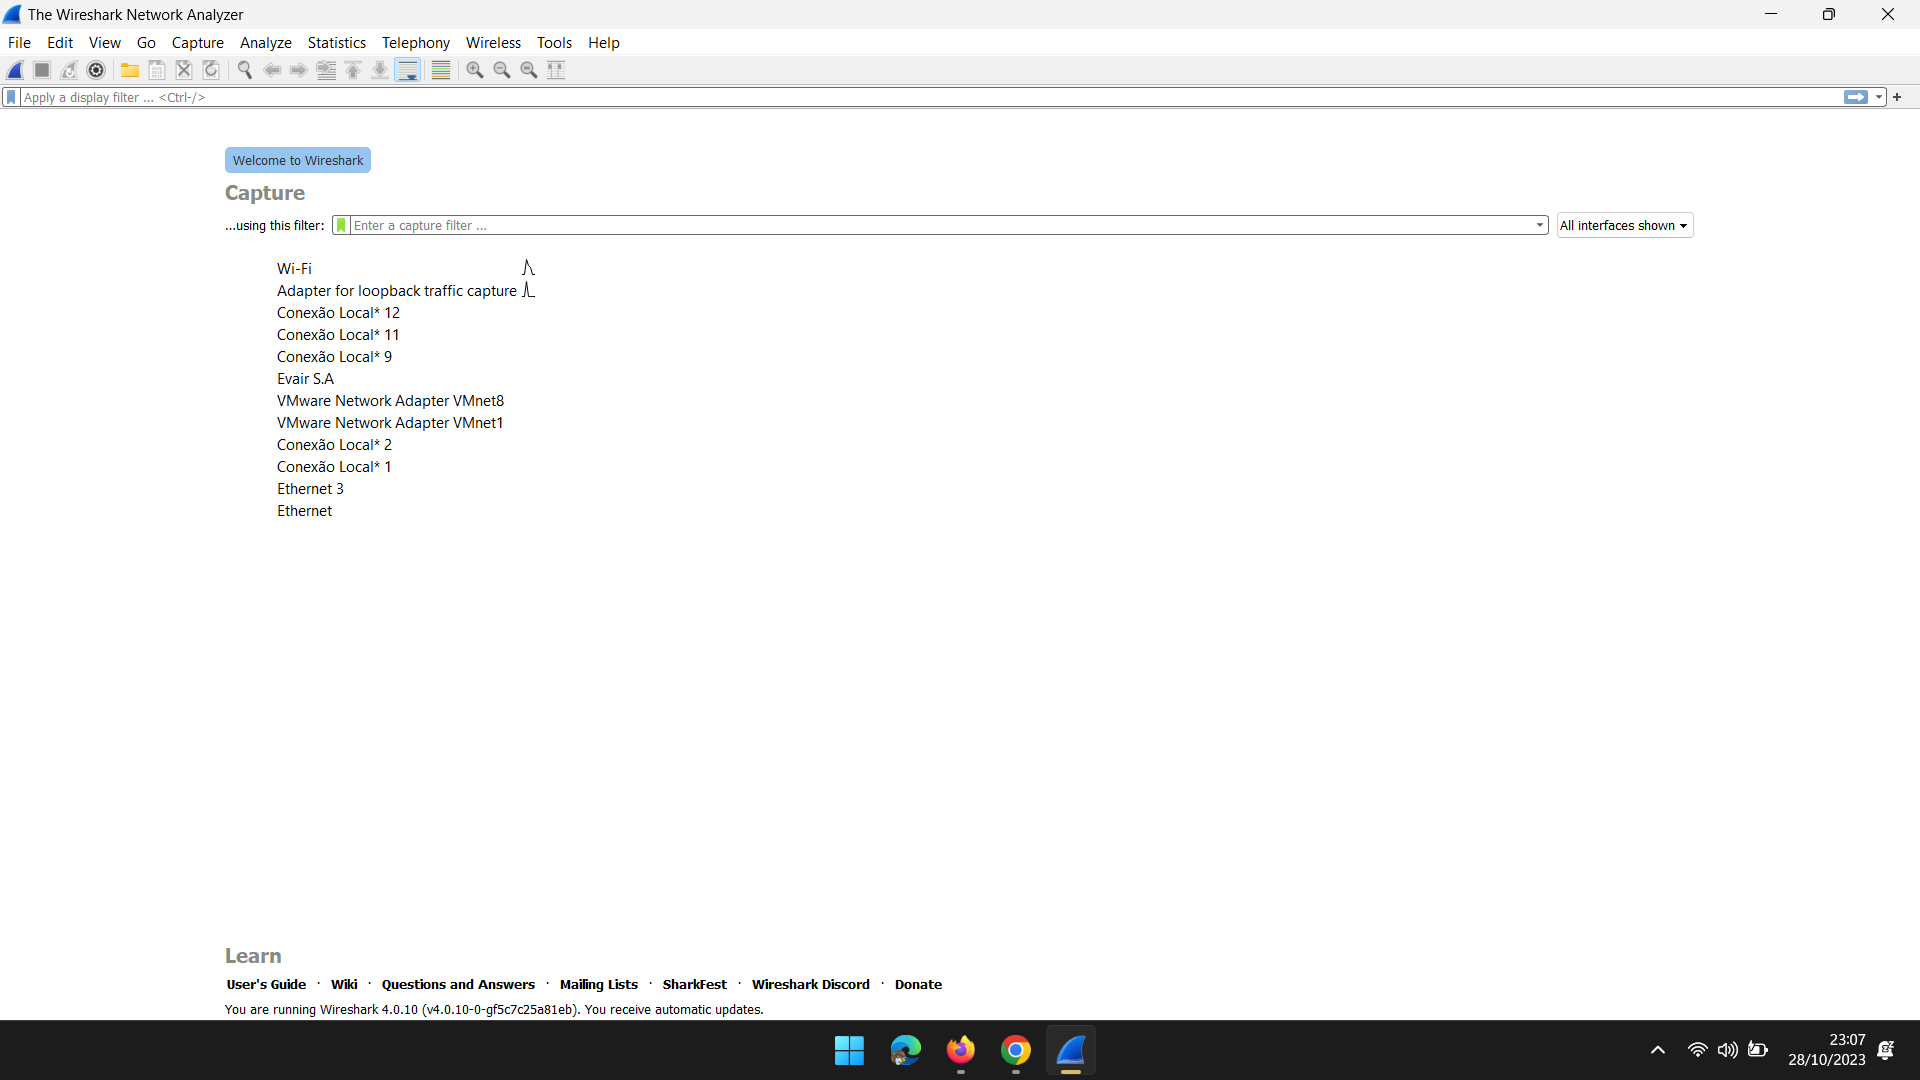 The Wireshark Network Analyzer
File Edit View Go Capture Analyze Statistics Telephony Wireless Tools Help
Apply a display filter ... <Ctrl-/>
Welcome to Wireshark
Capture
...using this filter: Enter a capture filter ... All interfaces shown
Wi-Fi
Adapter for loopback traffic capture
Conexão Local* 12
Conexão Local* 11
Conexão Local* 9
Evair S.A
VMware Network Adapter VMnet8
VMware Network Adapter VMnet1
Conexão Local* 2
Conexão Local* 1
Ethernet 3
Ethernet
Learn
User's Guide · Wiki · Questions and Answers · Mailing Lists · SharkFest · Wireshark Discord · Donate
You are running Wireshark 4.0.10 (v4.0.10-0-gf5c7c25a81eb). You receive automatic updates.
23:07
28/10/2023